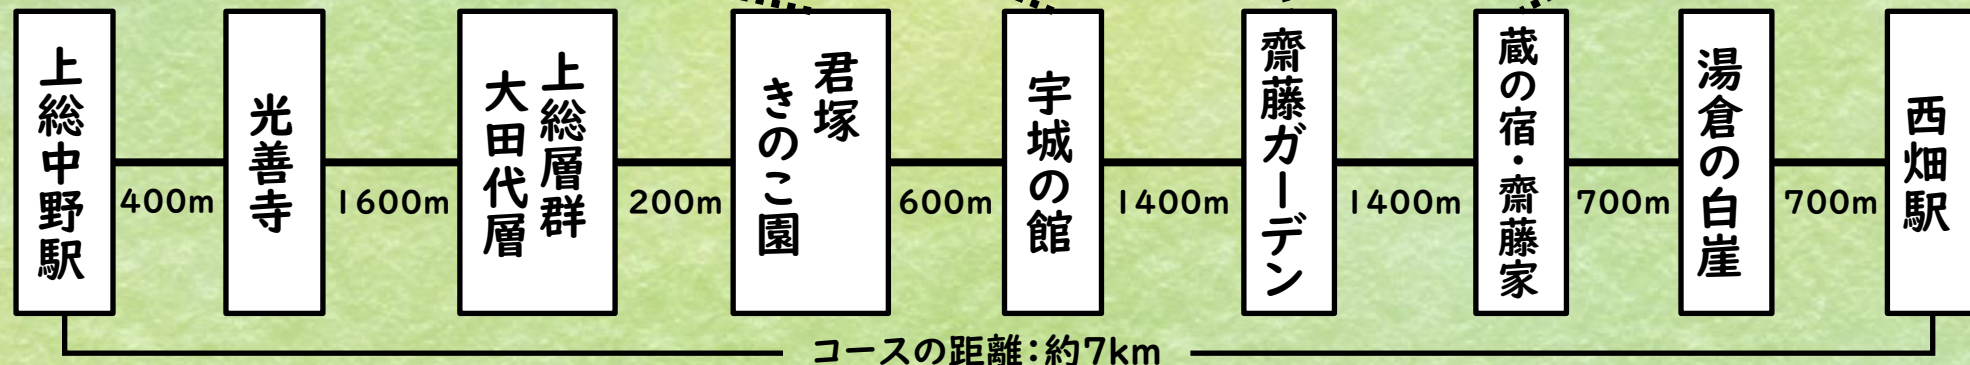 上総中野駅
400m
光善寺
1600m
上総層群
大田代層
200m
君塚
きのこ園
600m
宇城の館
1400m
齋藤ガーデン
1400m
蔵の宿・齋藤家
700m
湯倉の白崖
700m
西畑駅
コースの距離：約7km